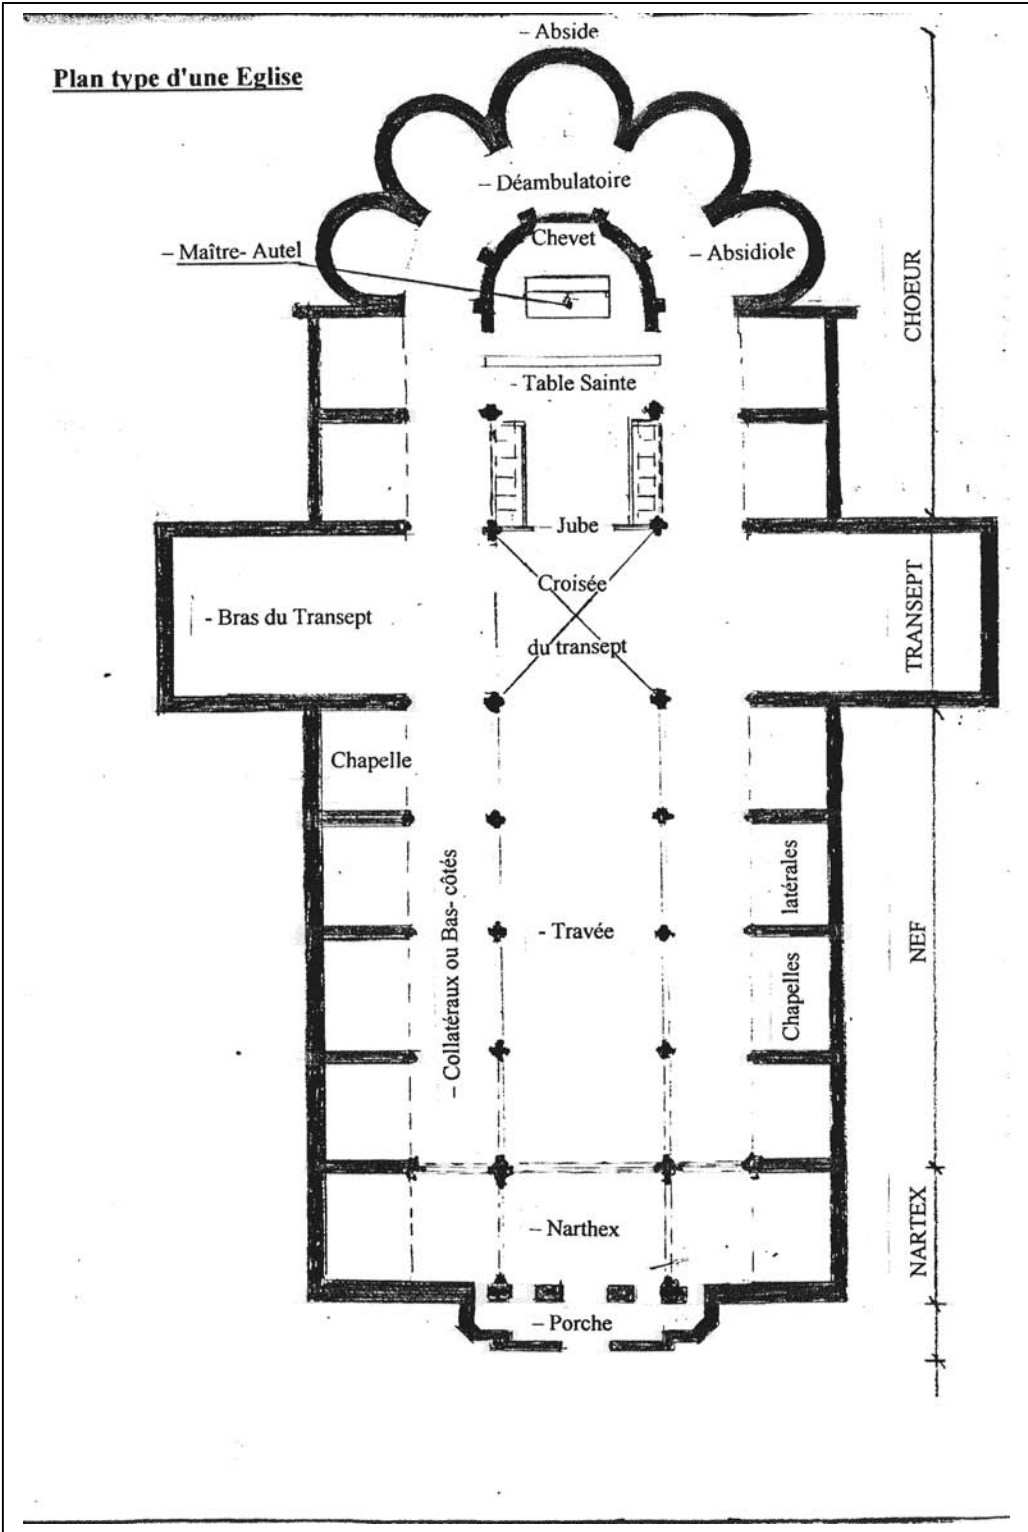 – Abside
Plan type d'une Eglise
– Déambulatoire
Chevet
– Maître- Autel
– Absidiole
CHOEUR
- Table Sainte
Jube
Croisée
du transept
- Bras du Transept
TRANSEPT
Chapelle
– Collatéraux ou Bas- côtés
- Travée
Chapelles latérales
NEF
– Narthex
NARTEX
– Porche